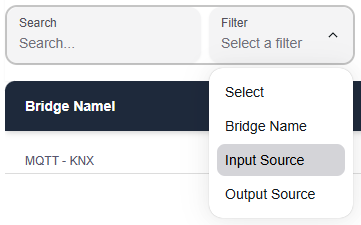 Search
Search...
Filter
Select a filter
Select
Bridge Name
Input Source
Output Source
Bridge Namel
MQTT - KNX